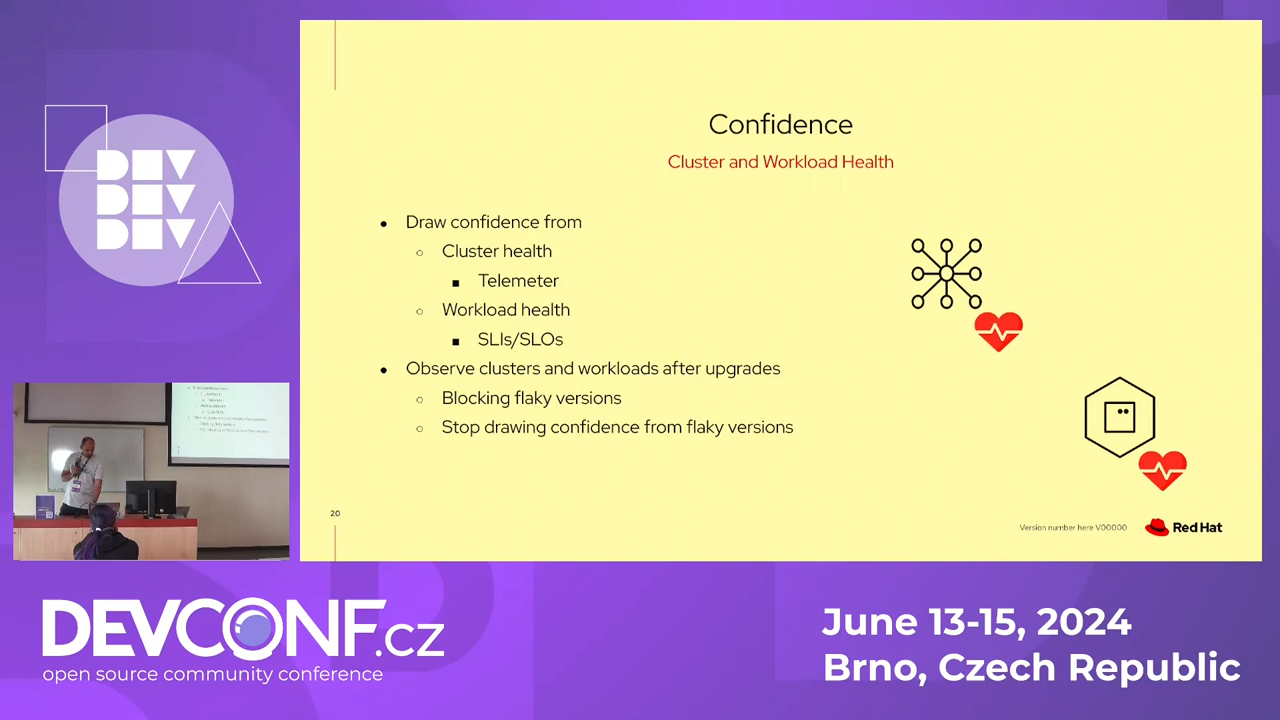 DEV
DEV
DEV
Confidence
Cluster and Workload Health
● Draw confidence from
○ Cluster health
■ Telemeter
○ Workload health
■ SLIs/SLOs
● Observe clusters and workloads after upgrades
○ Blocking flaky versions
○ Stop drawing confidence from flaky versions
20
Version number here V00000
Red Hat
DEVCONF.cz
open source community conference
June 13-15, 2024
Brno, Czech Republic